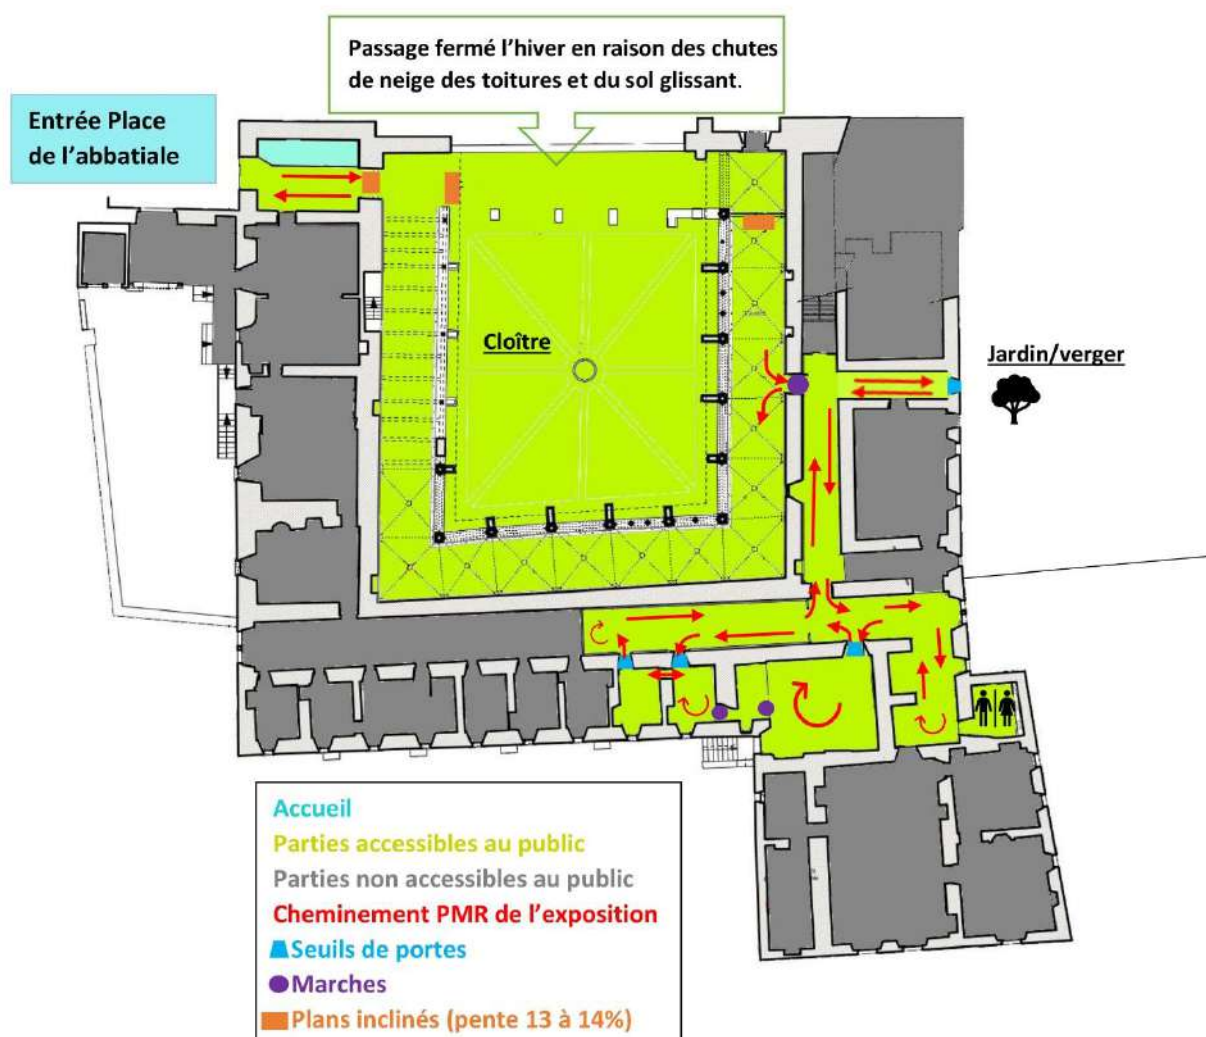 Passage fermé l'hiver en raison des chutes
de neige des toitures et du sol glissant.
Entrée Place
de l'abbatiale
Cloître
Jardin/verger
Accueil
Parties accessibles au public
Parties non accessibles au public
Cheminement PMR de l'exposition
Seuils de portes
Marches
Plans inclinés (pente 13 à 14%)